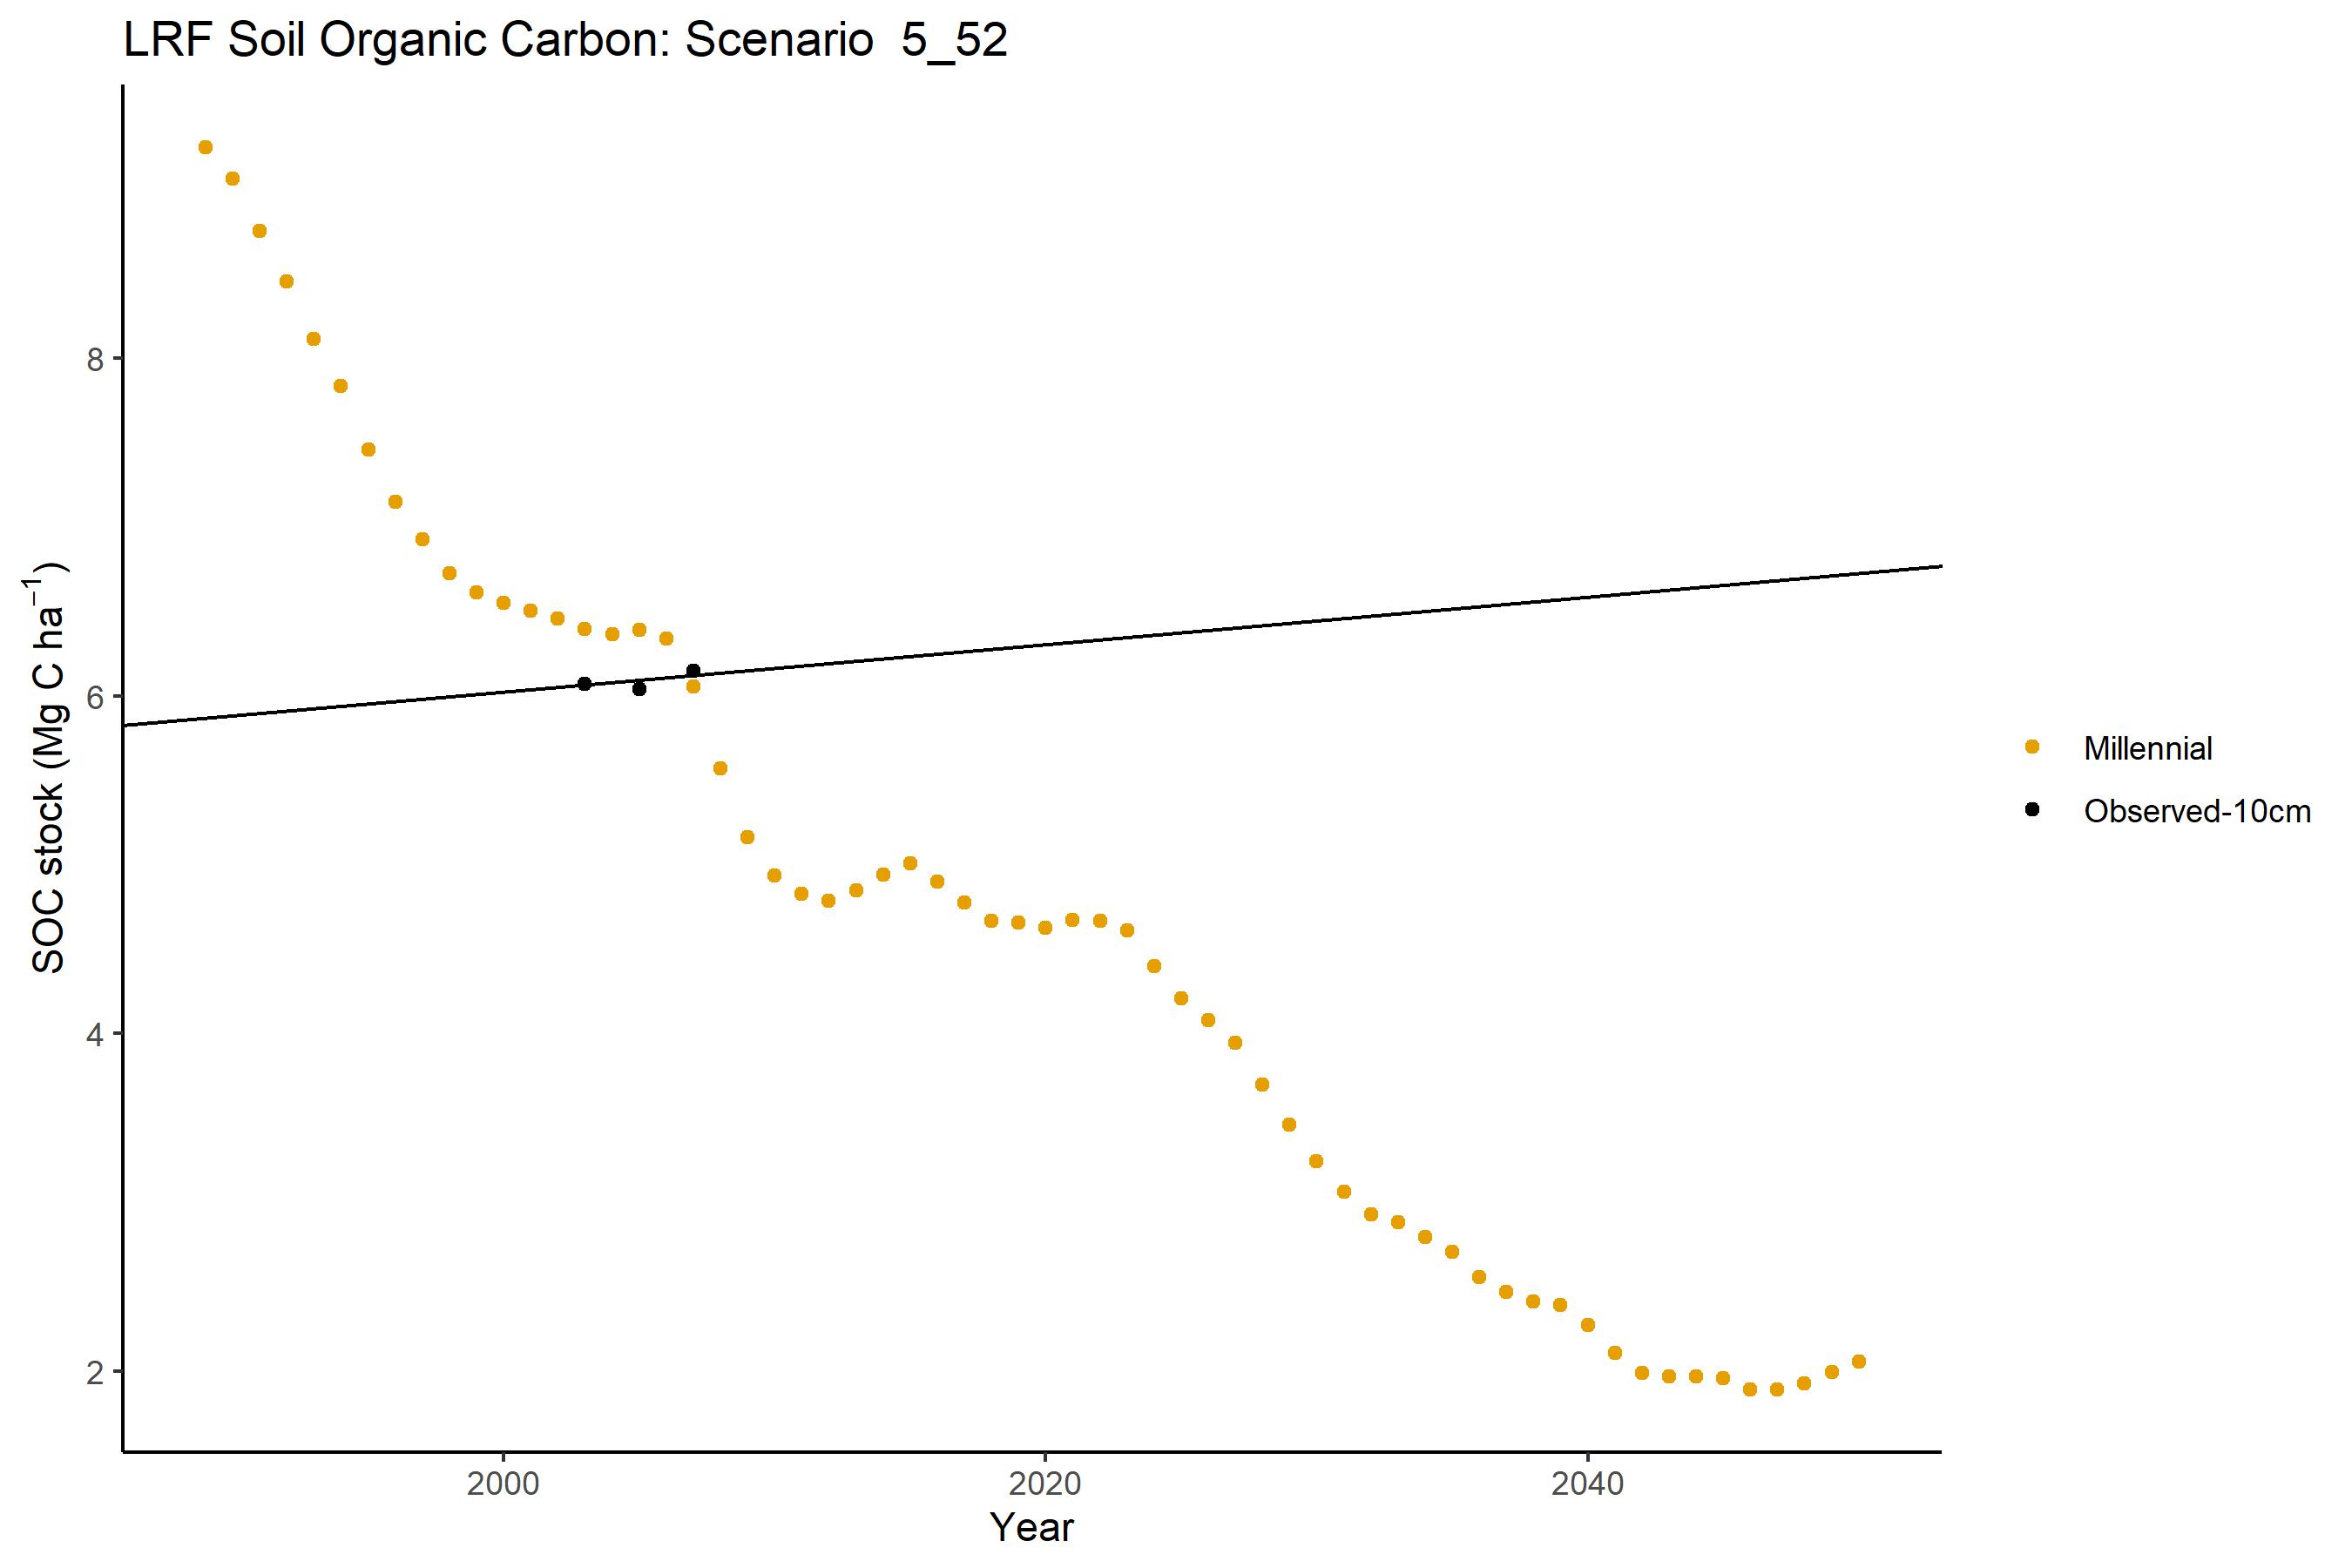 LRF Soil Organic Carbon: Scenario  5_52
SOC stock (Mg C ha⁻¹)
8
6
4
2
2000
2020
2040
Year
Millennial
Observed-10cm